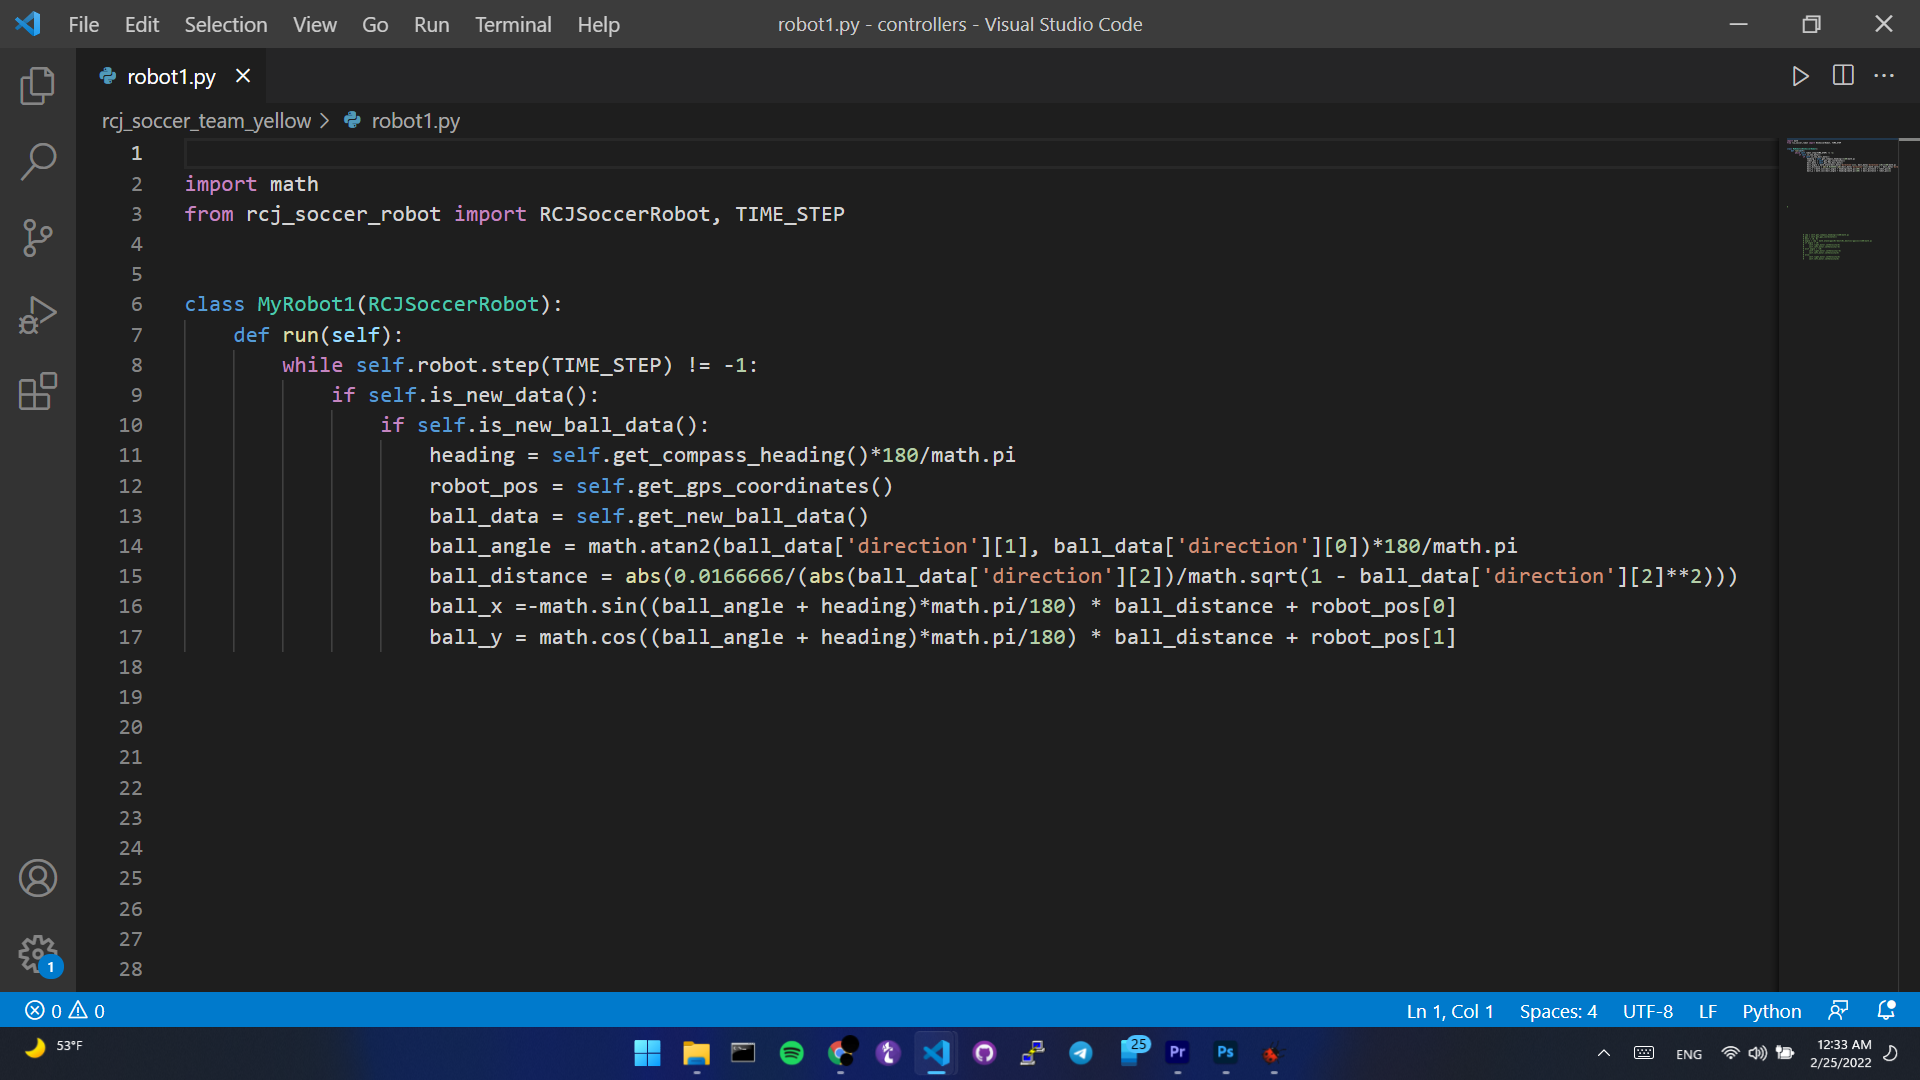 File Edit Selection View Go Run Terminal Help robot1.py - controllers - Visual Studio Code
robot1.py
rcj_soccer_team_yellow > robot1.py
1
2 import math
3 from rcj_soccer_robot import RCJSoccerRobot, TIME_STEP
4
5
6 class MyRobot1(RCJSoccerRobot):
7 def run(self):
8 while self.robot.step(TIME_STEP) != -1:
9 if self.is_new_data():
10 if self.is_new_ball_data():
11 heading = self.get_compass_heading()*180/math.pi
12 robot_pos = self.get_gps_coordinates()
13 ball_data = self.get_new_ball_data()
14 ball_angle = math.atan2(ball_data['direction'][1], ball_data['direction'][0])*180/math.pi
15 ball_distance = abs(0.0166666/(abs(ball_data['direction'][2])/math.sqrt(1 - ball_data['direction'][2]**2)))
16 ball_x =-math.sin((ball_angle + heading)*math.pi/180) * ball_distance + robot_pos[0]
17 ball_y = math.cos((ball_angle + heading)*math.pi/180) * ball_distance + robot_pos[1]
18
19
20
21
22
23
24
25
26
27
28
1
0 0 Ln 1, Col 1 Spaces: 4 UTF-8 LF Python
53°F 25 Pr Ps ENG 12:33 AM
2/25/2022